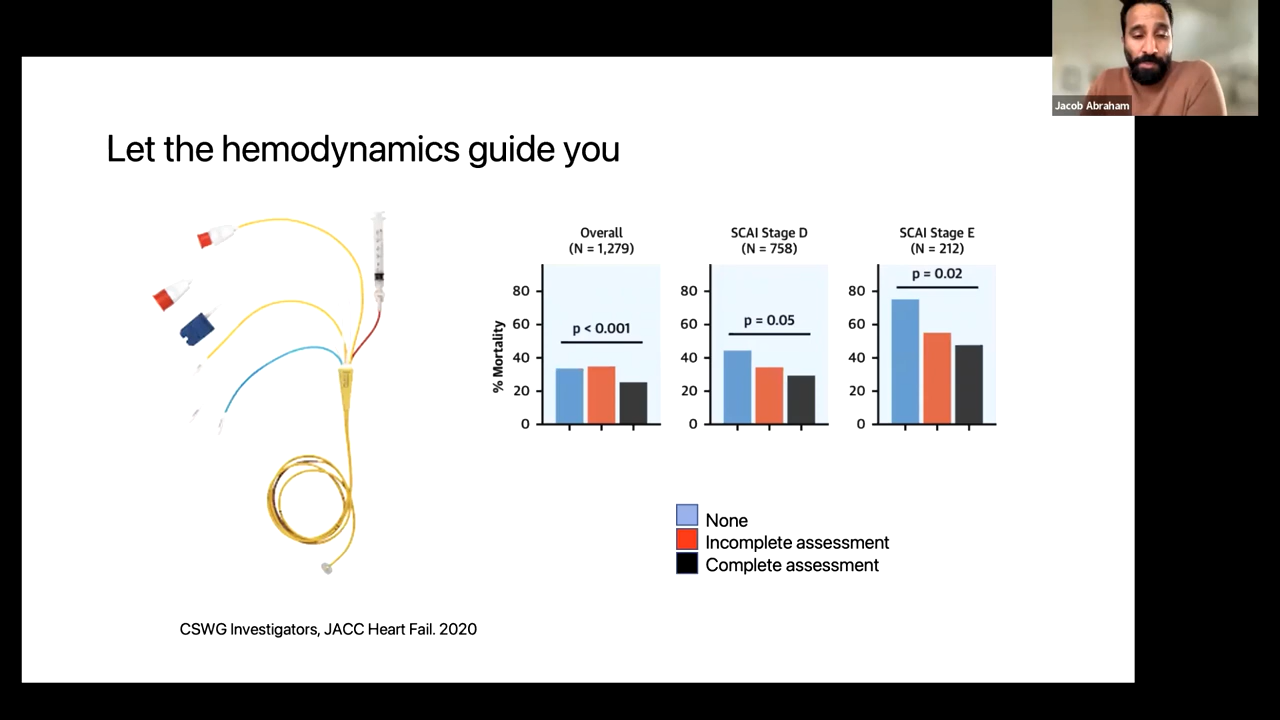 Jacob Abraham
Let the hemodynamics guide you
Overall
(N = 1,279)
SCAI Stage D
(N = 758)
SCAI Stage E
(N = 212)
% Mortality
80
60
40
20
0
p < 0.001
80
60
40
20
0
p = 0.05
80
60
40
20
0
p = 0.02
None
Incomplete assessment
Complete assessment
CSWG Investigators, JACC Heart Fail. 2020